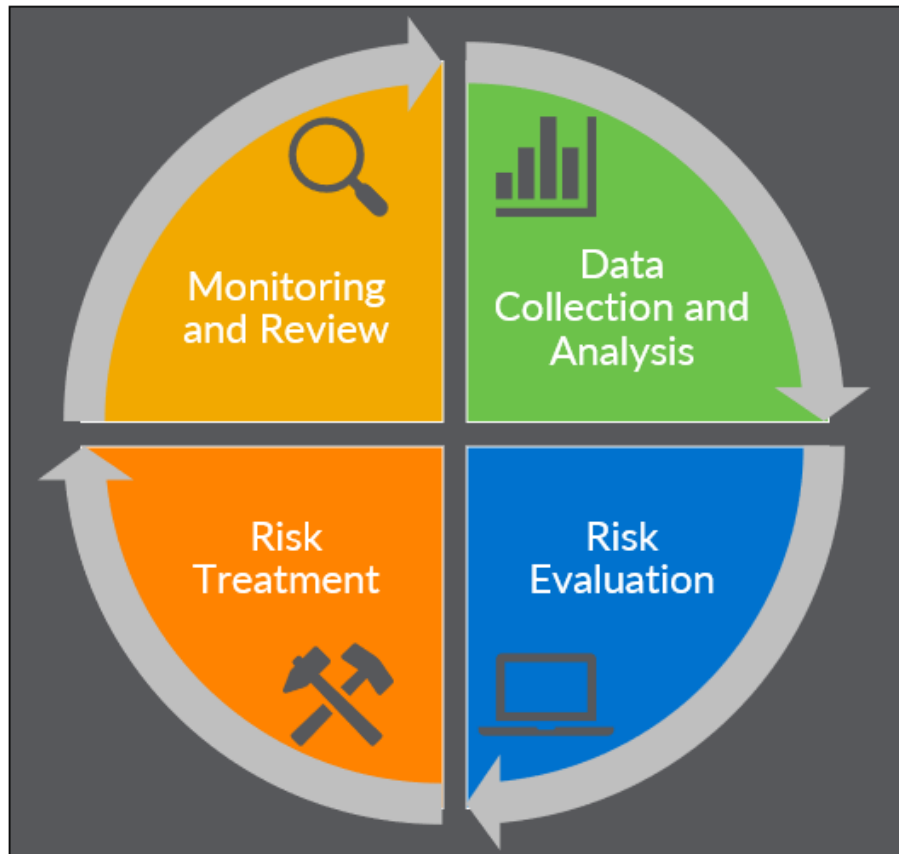 Monitoring
and Review
Data
Collection and
Analysis
Risk
Treatment
Risk
Evaluation